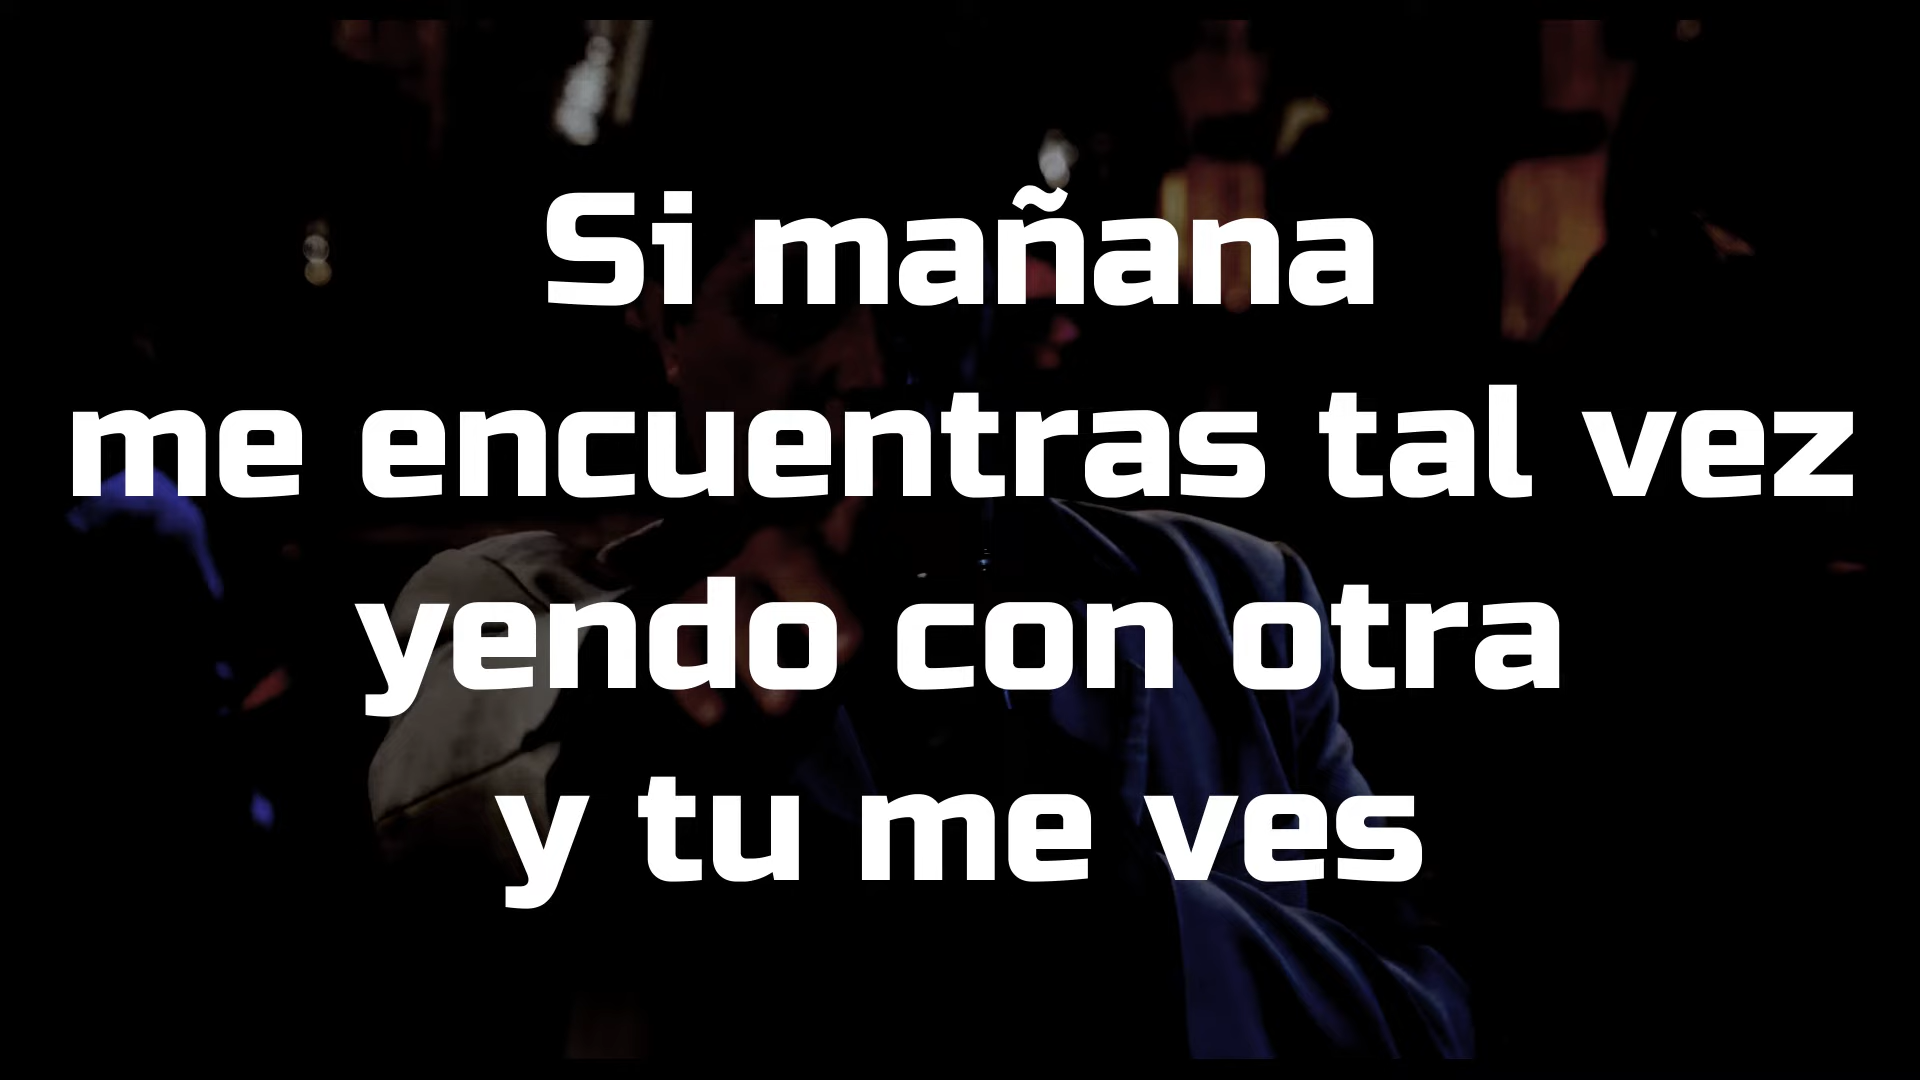 Si mañana
me encuentras tal vez
yendo con otra
y tu me ves